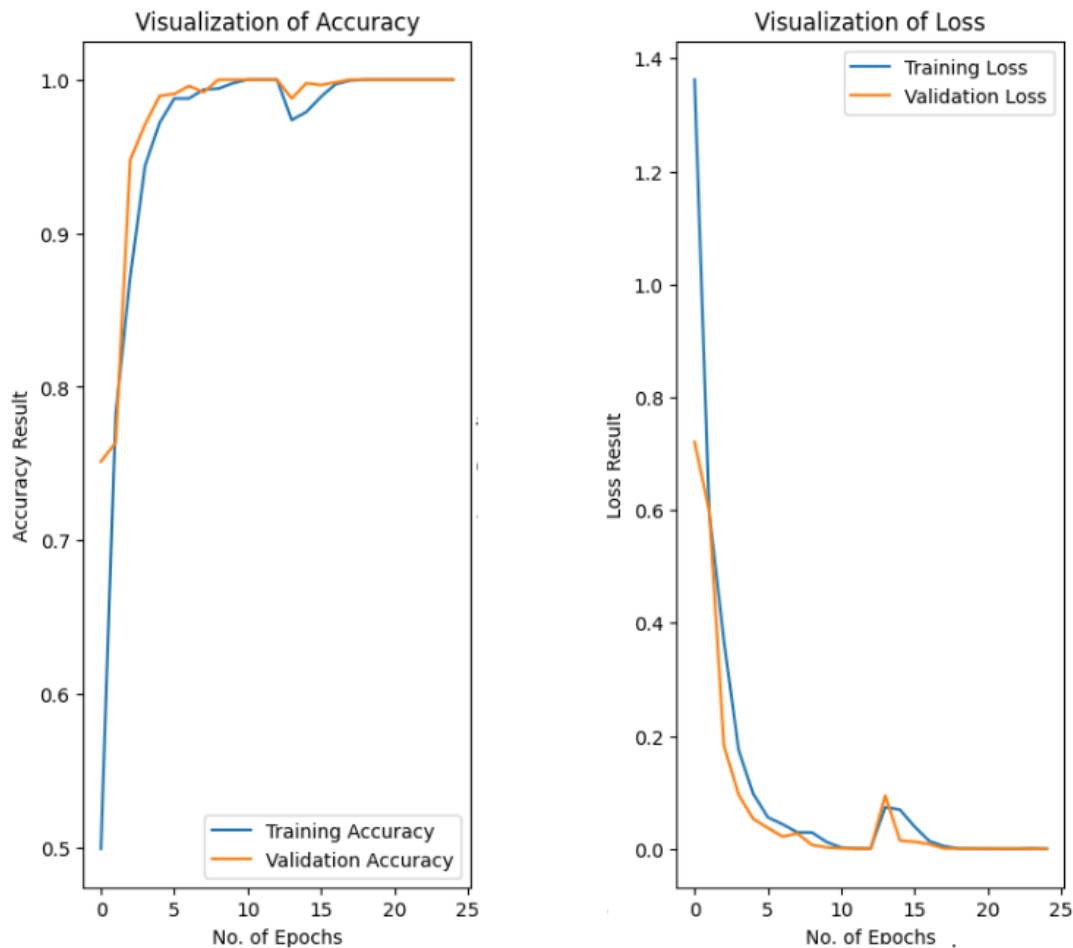 Visualization of Accuracy
1.0
0.9
0.8
0.7
0.6
0.5
Accuracy Result
Training Accuracy
Validation Accuracy
0 5 10 15 20 25
No. of Epochs
Visualization of Loss
1.4
1.2
1.0
0.8
0.6
0.4
0.2
0.0
Loss Result
Training Loss
Validation Loss
0 5 10 15 20 25
No. of Epochs